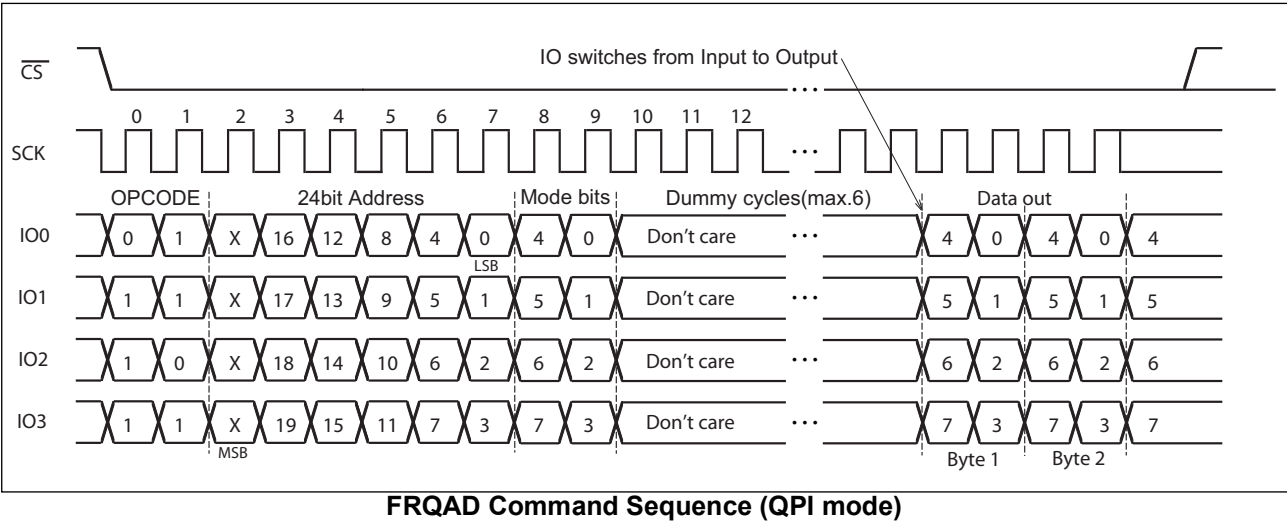 IO switches from Input to Output
CS
0 1 2 3 4 5 6 7 8 9 10 11 12
SCK
OPCODE 24bit Address Mode bits Dummy cycles(max.6) Data out
IO0 0 1 X 16 12 8 4 0 4 0 Don't care 4 0 4 0 4
LSB
IO1 1 1 X 17 13 9 5 1 5 1 Don't care 5 1 5 1 5
IO2 1 0 X 18 14 10 6 2 6 2 Don't care 6 2 6 2 6
IO3 1 1 X 19 15 11 7 3 7 3 Don't care 7 3 7 3 7
MSB Byte 1 Byte 2
FRQAD Command Sequence (QPI mode)